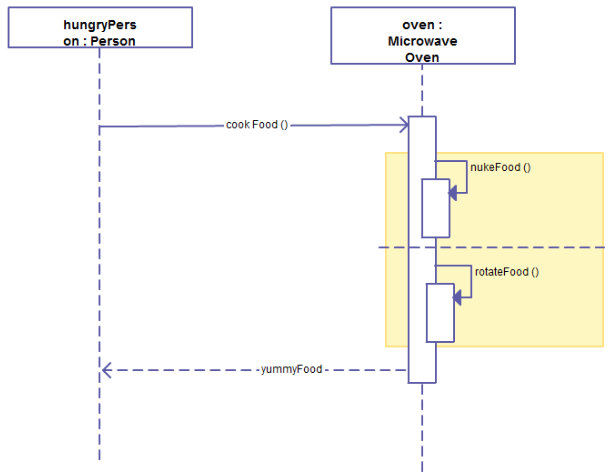 hungryPers
on : Person
oven :
Microwave
Oven
cook Food ()
nukeFood ()
rotateFood ()
yummyFood